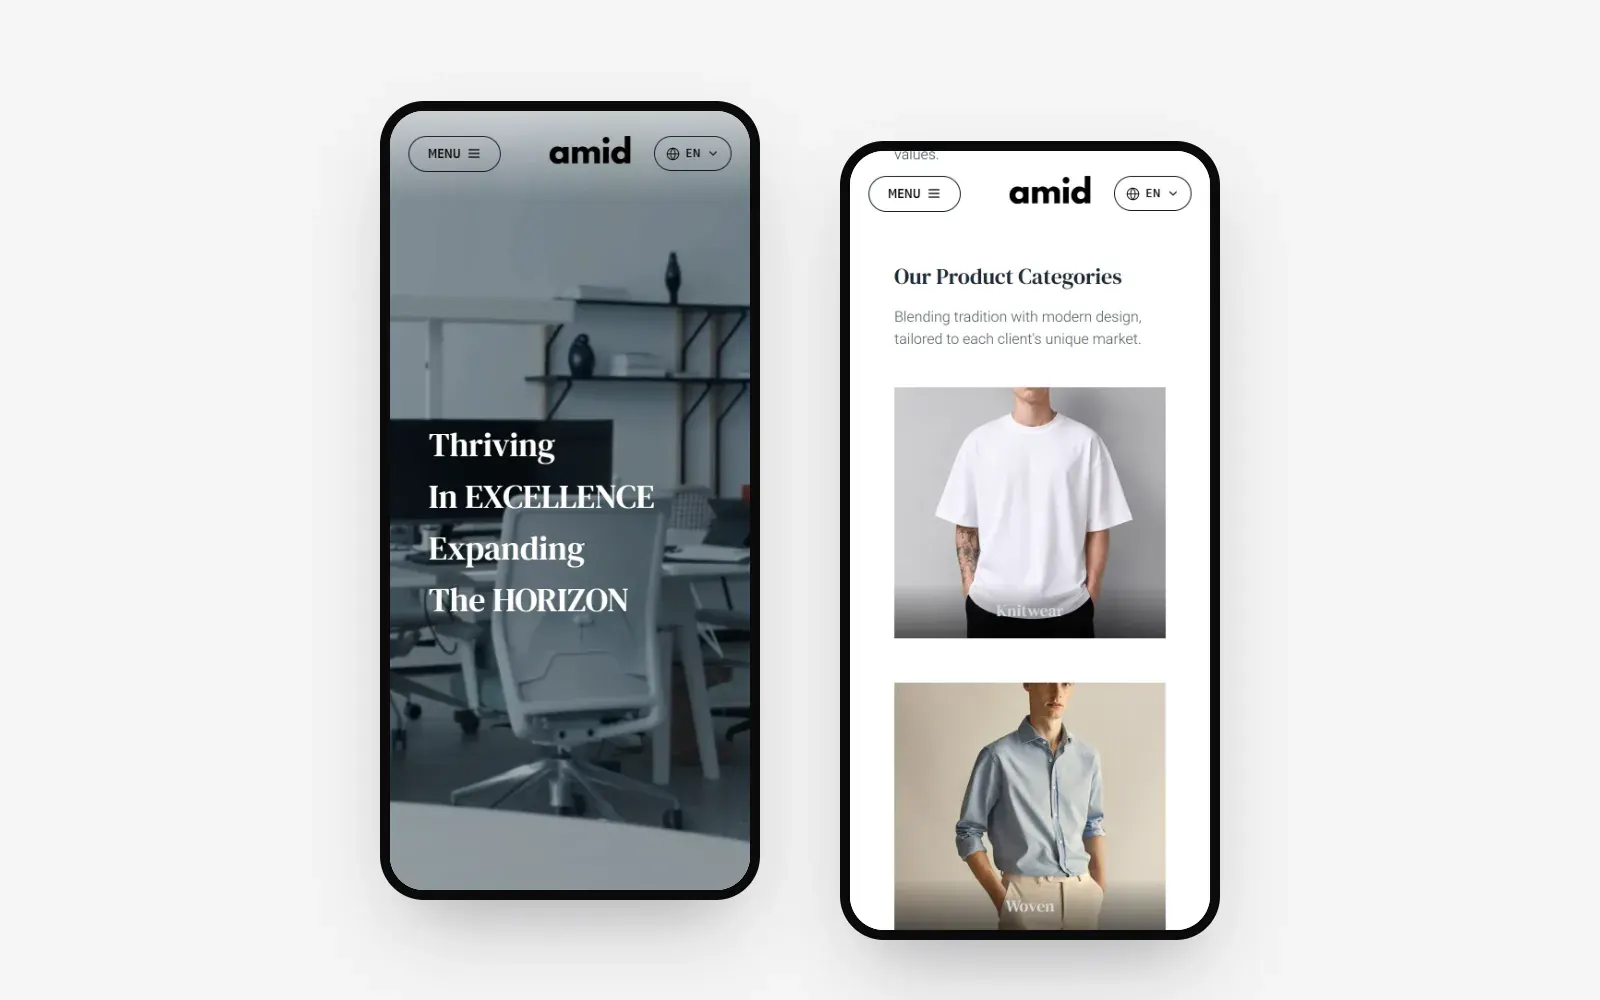 MENU
amid
EN
Thriving
In EXCELLENCE
Expanding
The HORIZON
values.
MENU
amid
EN
Our Product Categories
Blending tradition with modern design,
tailored to each client's unique market.
Knitwear
Woven